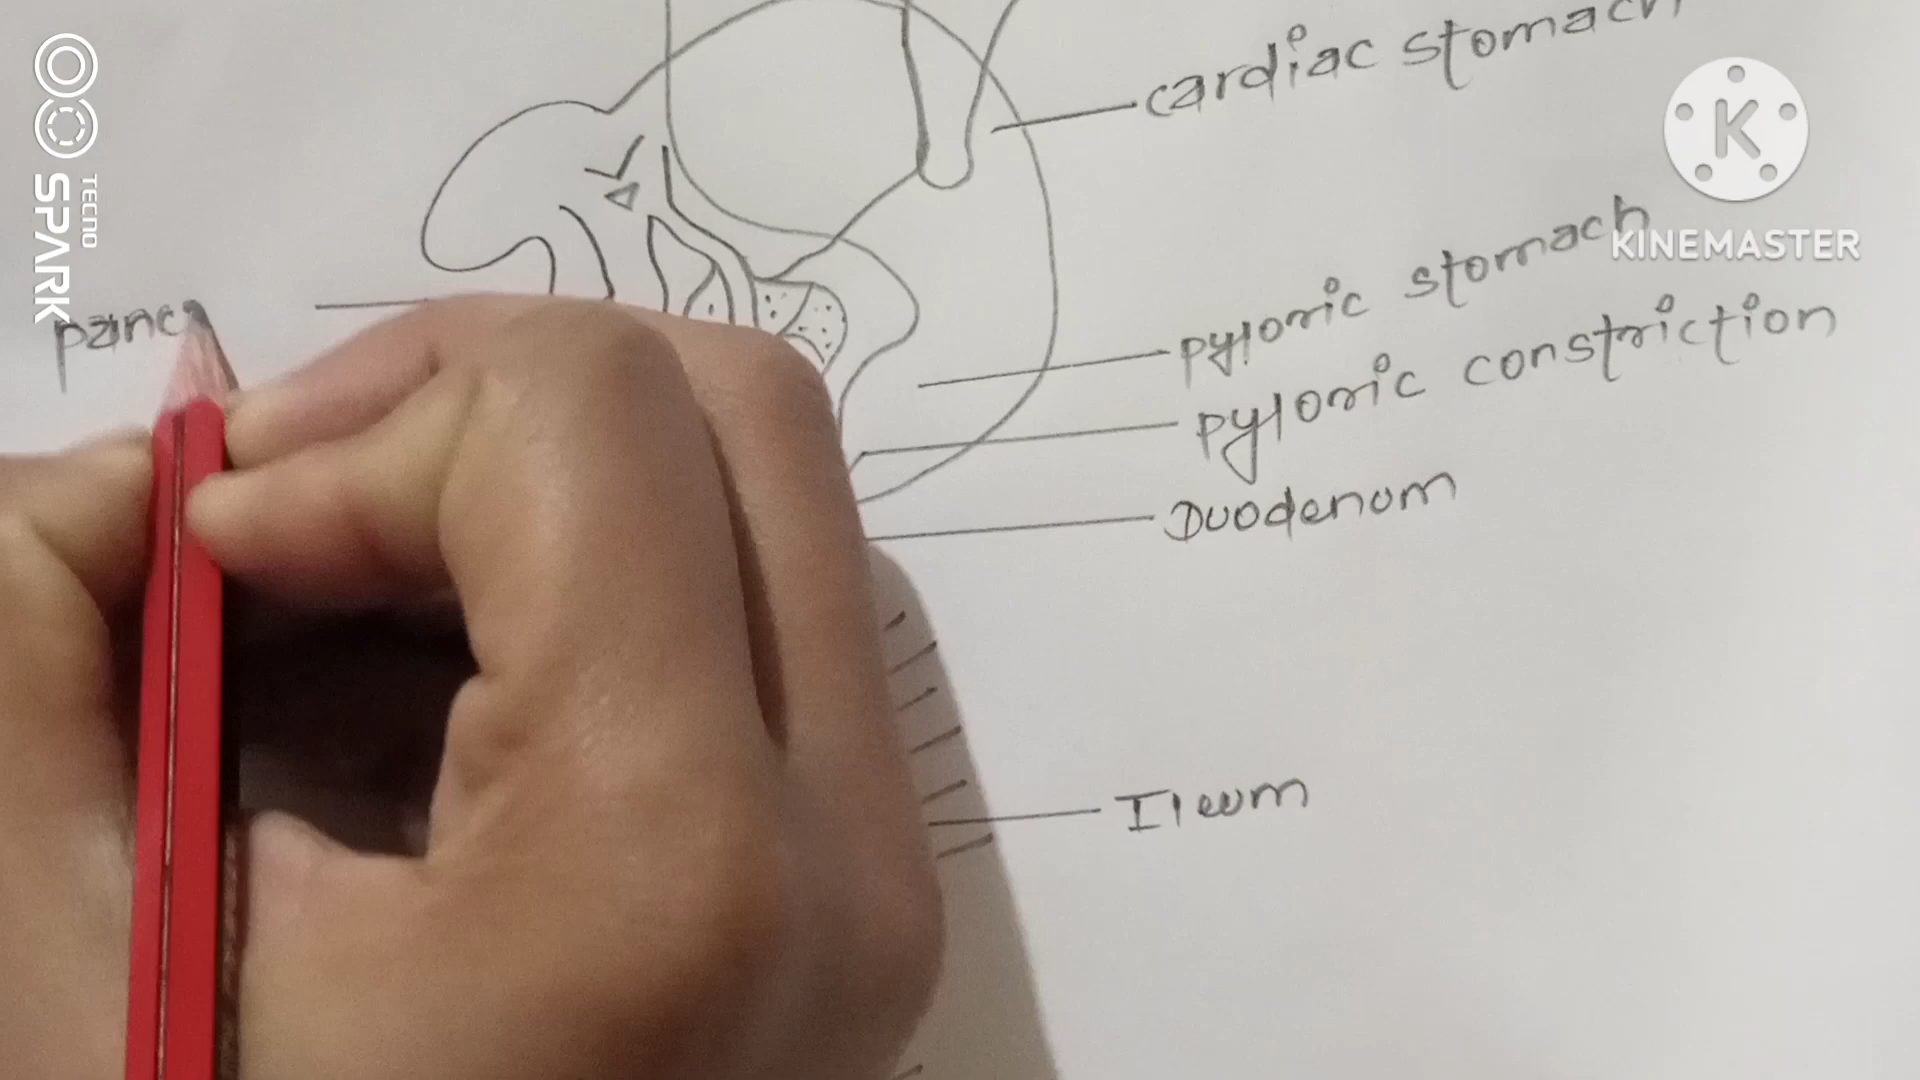 cardiac stomach
KINEMASTER
SPARK
TECNO
panc
pyloric stomach
pyloric constriction
Duodenum
Ileum